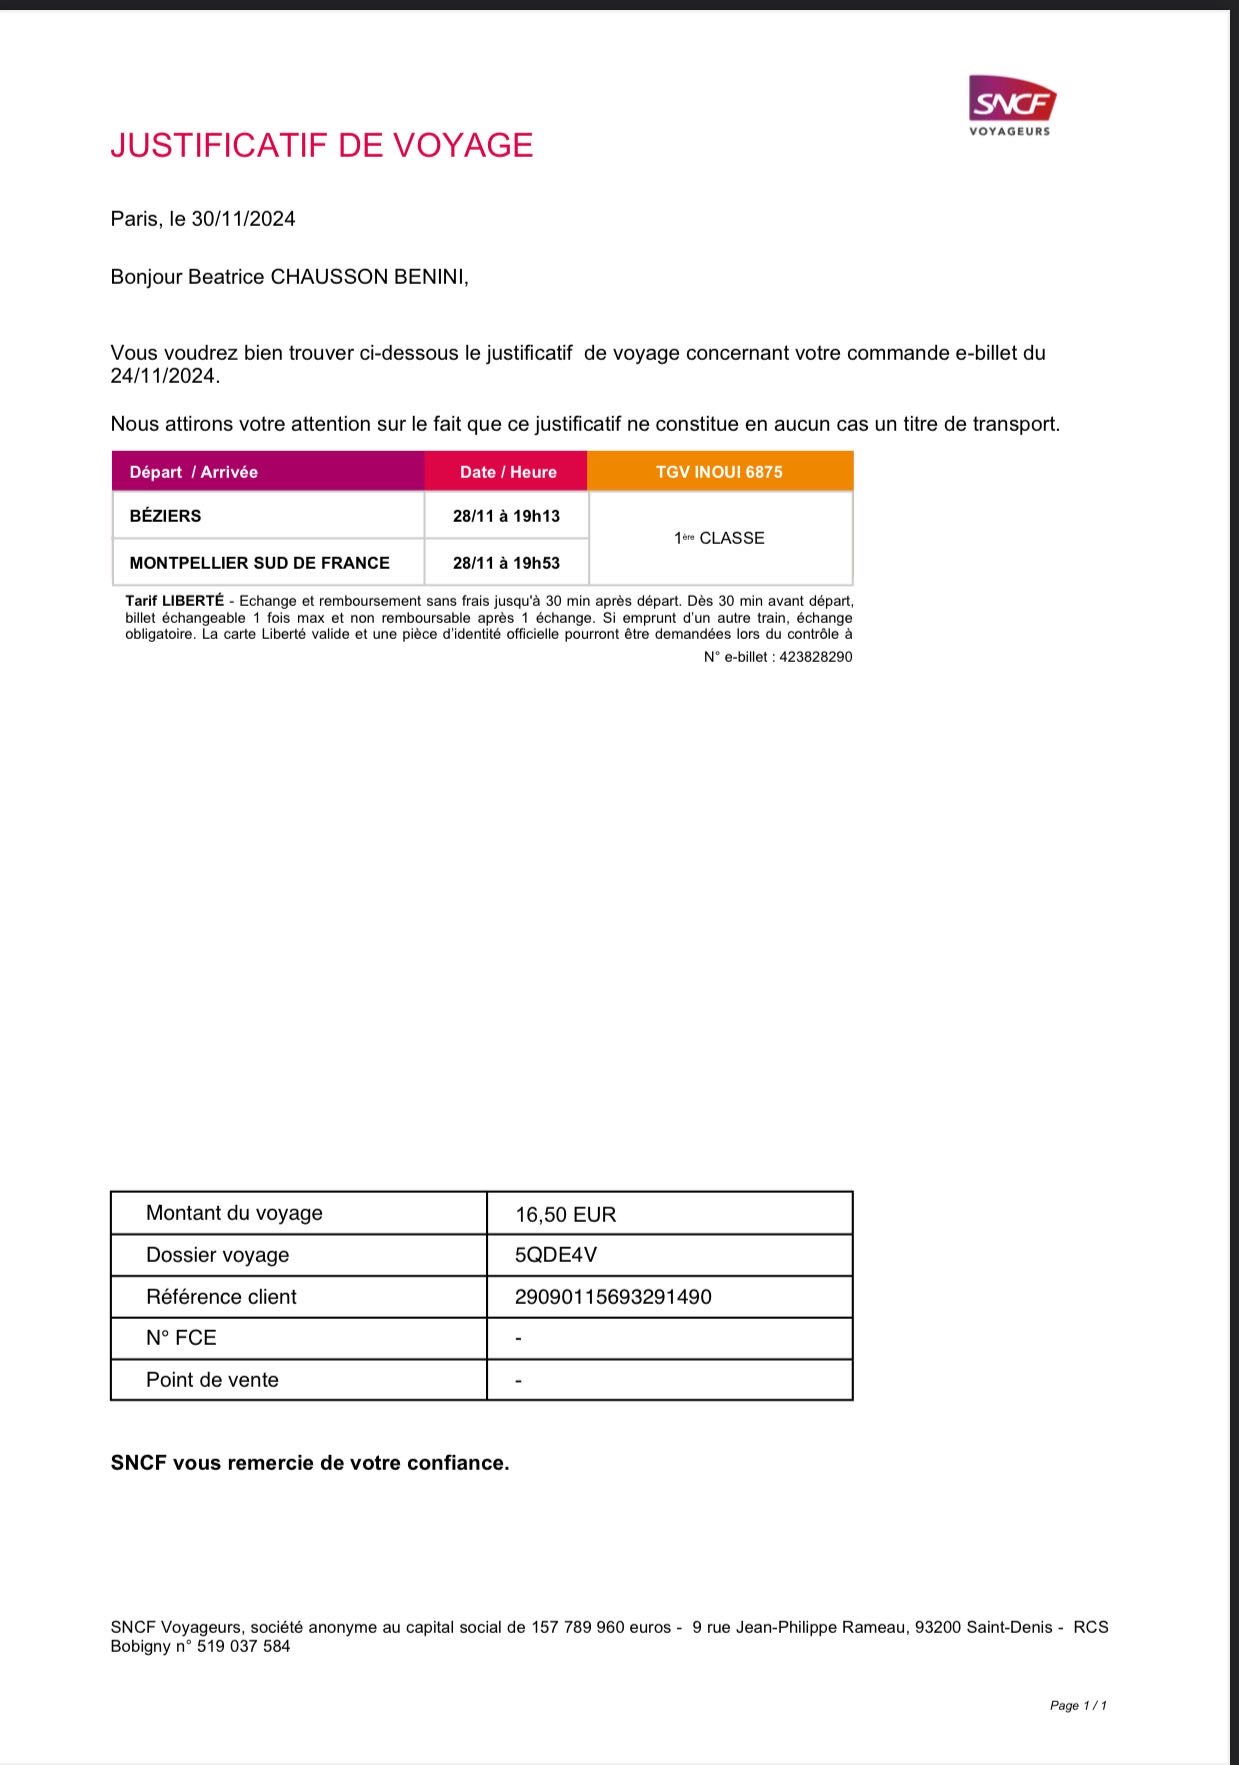 SNCF
VOYAGEURS
JUSTIFICATIF DE VOYAGE
Paris, le 30/11/2024
Bonjour Beatrice CHAUSSON BENINI,
Vous voudrez bien trouver ci-dessous le justificatif  de voyage concernant votre commande e-billet du
24/11/2024.
Nous attirons votre attention sur le fait que ce justificatif ne constitue en aucun cas un titre de transport.
Départ  / Arrivée Date / Heure TGV INOUI 6875
BÉZIERS 28/11 à 19h13
1ère CLASSE
MONTPELLIER SUD DE FRANCE 28/11 à 19h53
Tarif LIBERTÉ - Echange et remboursement sans frais jusqu'à 30 min après départ. Dès 30 min avant départ,
billet échangeable 1 fois max et non remboursable après 1 échange. Si emprunt d'un autre train, échange
obligatoire. La carte Liberté valide et une pièce d'identité officielle pourront être demandées lors du contrôle à
N° e-billet : 423828290
Montant du voyage 16,50 EUR
Dossier voyage 5QDE4V
Référence client 29090115693291490
N° FCE -
Point de vente -
SNCF vous remercie de votre confiance.
SNCF Voyageurs, société anonyme au capital social de 157 789 960 euros -  9 rue Jean-Philippe Rameau, 93200 Saint-Denis -  RCS
Bobigny n° 519 037 584
Page 1 / 1